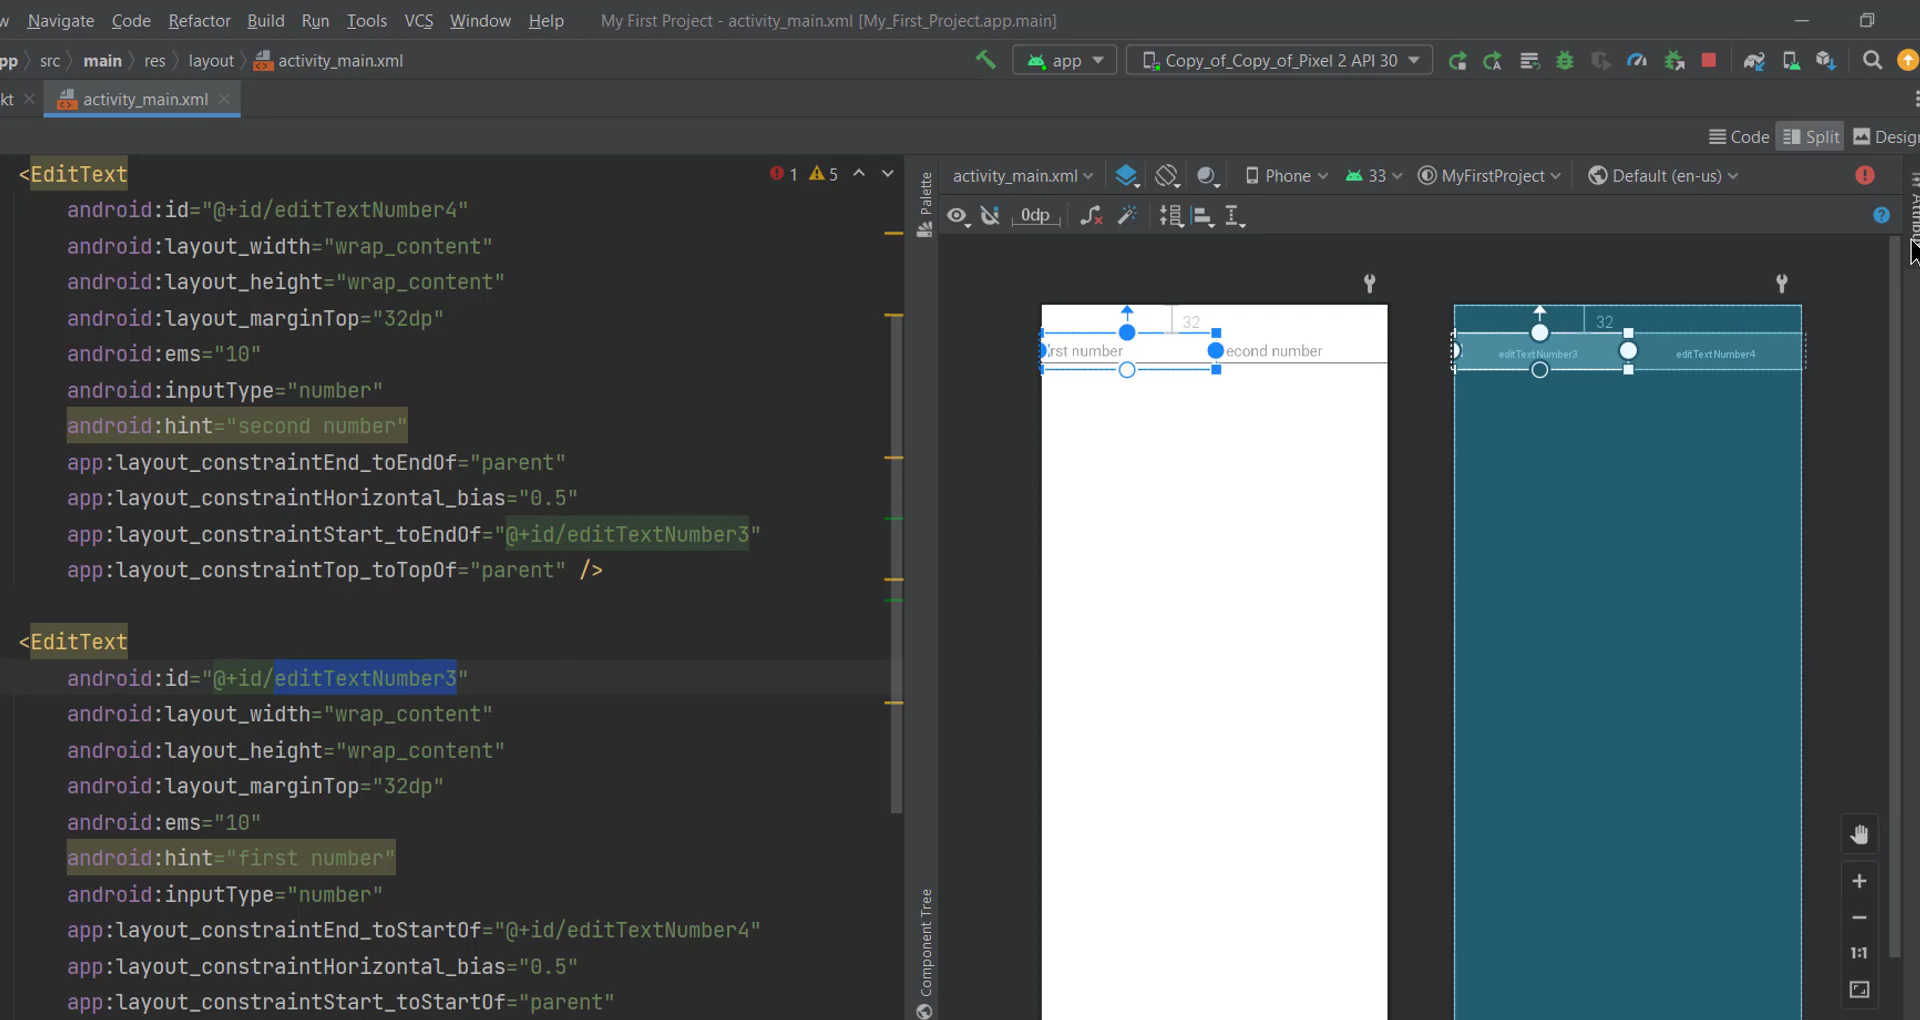 w Navigate Code Refactor Build Run Tools VCS Window Help My First Project - activity_main.xml [My_First_Project.app.main]
pp src main res layout activity_main.xml app Copy_of_Copy_of_Pixel 2 API 30
kt activity_main.xml
Code Split Design
<EditText 1 5
android:id="@+id/editTextNumber4"
android:layout_width="wrap_content"
android:layout_height="wrap_content"
android:layout_marginTop="32dp"
android:ems="10"
android:inputType="number"
android:hint="second number"
app:layout_constraintEnd_toEndOf="parent"
app:layout_constraintHorizontal_bias="0.5"
app:layout_constraintStart_toEndOf="@+id/editTextNumber3"
app:layout_constraintTop_toTopOf="parent" />
<EditText
android:id="@+id/editTextNumber3"
android:layout_width="wrap_content"
android:layout_height="wrap_content"
android:layout_marginTop="32dp"
android:ems="10"
android:hint="first number"
android:inputType="number"
app:layout_constraintEnd_toStartOf="@+id/editTextNumber4"
app:layout_constraintHorizontal_bias="0.5"
app:layout_constraintStart_toStartOf="parent"
Palette
Component Tree
activity_main.xml Phone 33 MyFirstProject Default (en-us)
0dp
32
rst number econd number
32
editTextNumber3 editTextNumber4
1:1